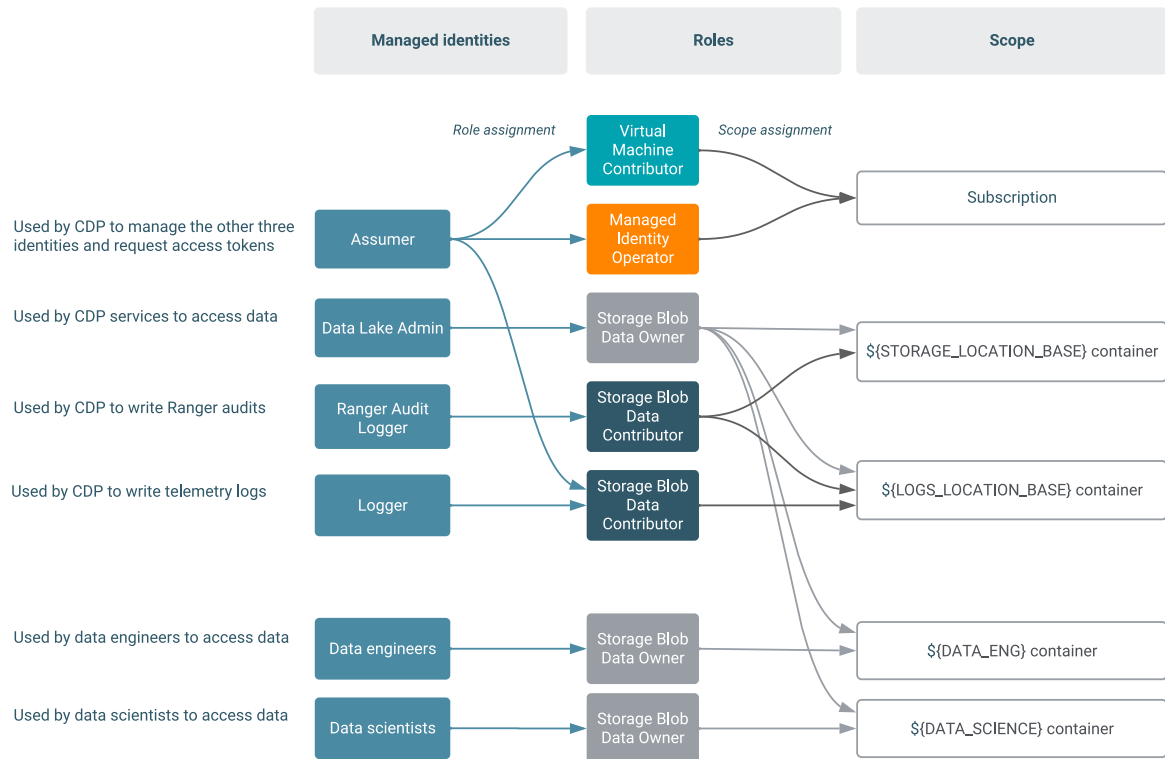 Managed identities
Roles
Scope
Role assignment
Scope assignment
Virtual
Machine
Contributor
Subscription
Used by CDP to manage the other three
identities and request access tokens
Assumer
Managed
Identity
Operator
Used by CDP services to access data
Data Lake Admin
Storage Blob
Data Owner
${STORAGE_LOCATION_BASE} container
Used by CDP to write Ranger audits
Ranger Audit
Logger
Storage Blob
Data
Contributor
Used by CDP to write telemetry logs
Logger
Storage Blob
Data
Contributor
${LOGS_LOCATION_BASE} container
Used by data engineers to access data
Data engineers
Storage Blob
Data Owner
${DATA_ENG} container
Used by data scientists to access data
Data scientists
Storage Blob
Data Owner
${DATA_SCIENCE} container